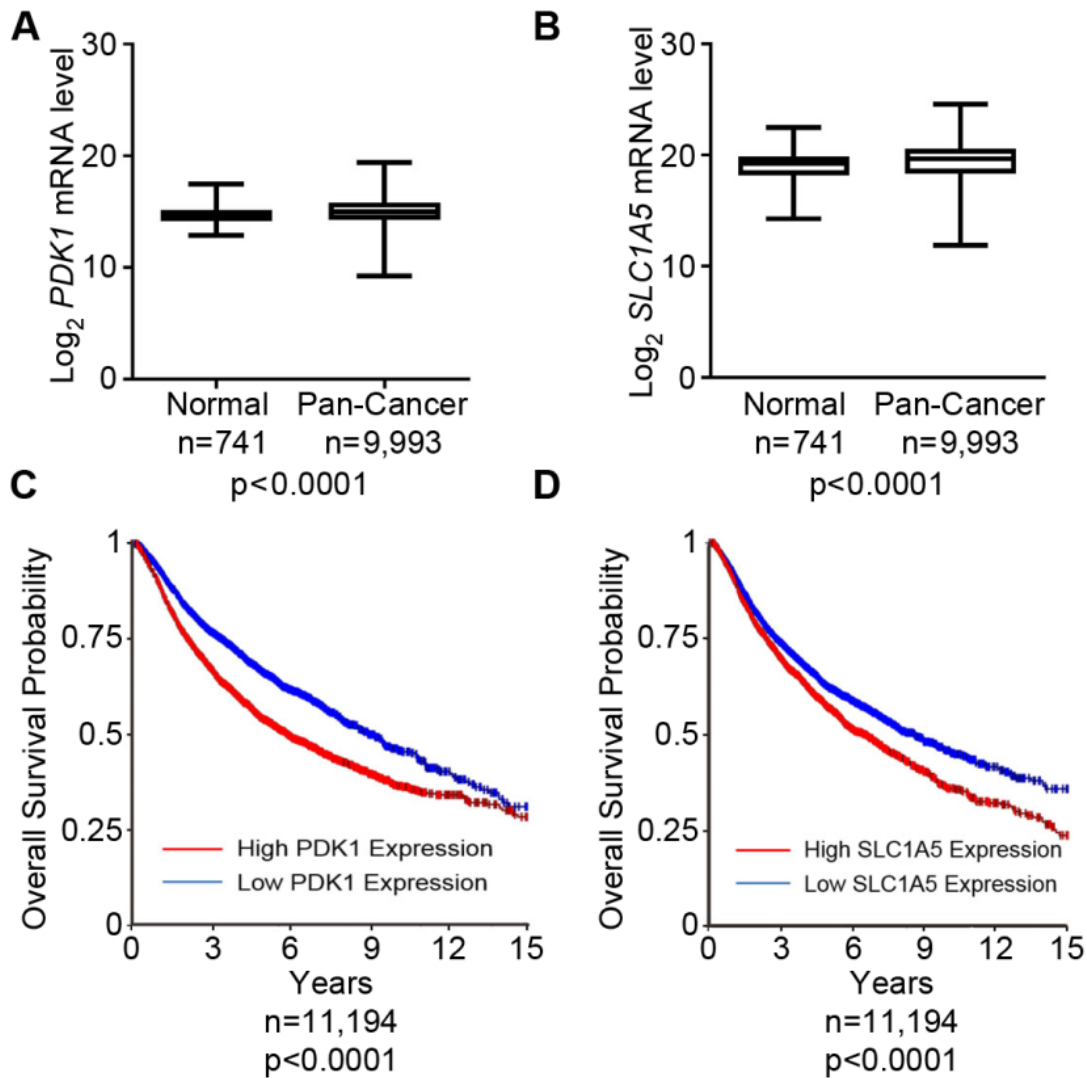 A
Log2 PDK1 mRNA level
30
20
10
0
Normal
n=741
Pan-Cancer
n=9,993
p<0.0001
B
Log2 SLC1A5 mRNA level
30
20
10
0
Normal
n=741
Pan-Cancer
n=9,993
p<0.0001
C
Overall Survival Probability
1
0.75
0.5
0.25
0
High PDK1 Expression
Low PDK1 Expression
0 3 6 9 12 15
Years
n=11,194
p<0.0001
D
Overall Survival Probability
1
0.75
0.5
0.25
0
High SLC1A5 Expression
Low SLC1A5 Expression
0 3 6 9 12 15
Years
n=11,194
p<0.0001